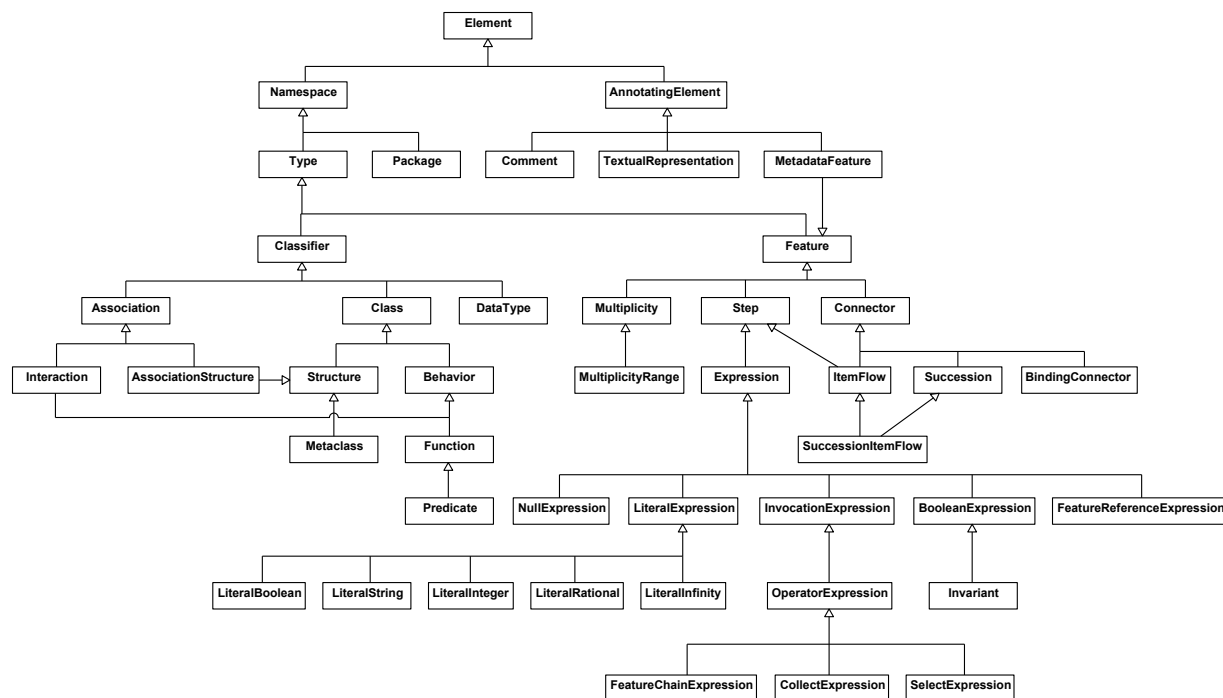 Element
Namespace
AnnotatingElement
Type
Package
Comment
TextualRepresentation
MetadataFeature
Classifier
Feature
Association
Class
DataType
Multiplicity
Step
Connector
Interaction
AssociationStructure
Structure
Behavior
MultiplicityRange
Expression
ItemFlow
Succession
BindingConnector
Metaclass
Function
SuccessionItemFlow
Predicate
NullExpression
LiteralExpression
InvocationExpression
BooleanExpression
FeatureReferenceExpression
LiteralBoolean
LiteralString
LiteralInteger
LiteralRational
LiteralInfinity
OperatorExpression
Invariant
FeatureChainExpression
CollectExpression
SelectExpression